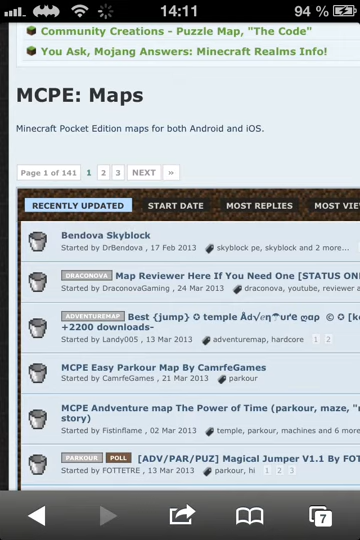 14:11
94 %
Community Creations - Puzzle Map, "The Code"
You Ask, Mojang Answers: Minecraft Realms Info!
MCPE: Maps
Minecraft Pocket Edition maps for both Android and iOS.
Page 1 of 141 1 2 3 NEXT »
RECENTLY UPDATED START DATE MOST REPLIES MOST VIE
Bendova Skyblock
Started by DrBendova , 17 Feb 2013 skyblock pe, skyblock and 2 more...
DRACONOVA Map Reviewer Here If You Need One [STATUS ON
Started by DraconovaGaming , 24 Mar 2013 draconova, youtube, reviewer a
ADVENTUREMAP Best {jump} ✪ temple
+2200 downloads-
Started by Landy005 , 13 Mar 2013 adventuremap, hardcore 1 2
MCPE Easy Parkour Map By CamrfeGames
Started by CamrfeGames , 21 Mar 2013 parkour
MCPE Andventure map The Power of Time (parkour, maze, "n
story)
Started by Fistinflame , 02 Mar 2013 temple, parkour, machines and 6 more
PARKOUR POLL [ADV/PAR/PUZ] Magical Jumper V1.1 By FOT
Started by FOTTETRE , 13 Mar 2013 parkour, hi 1 2 3
7